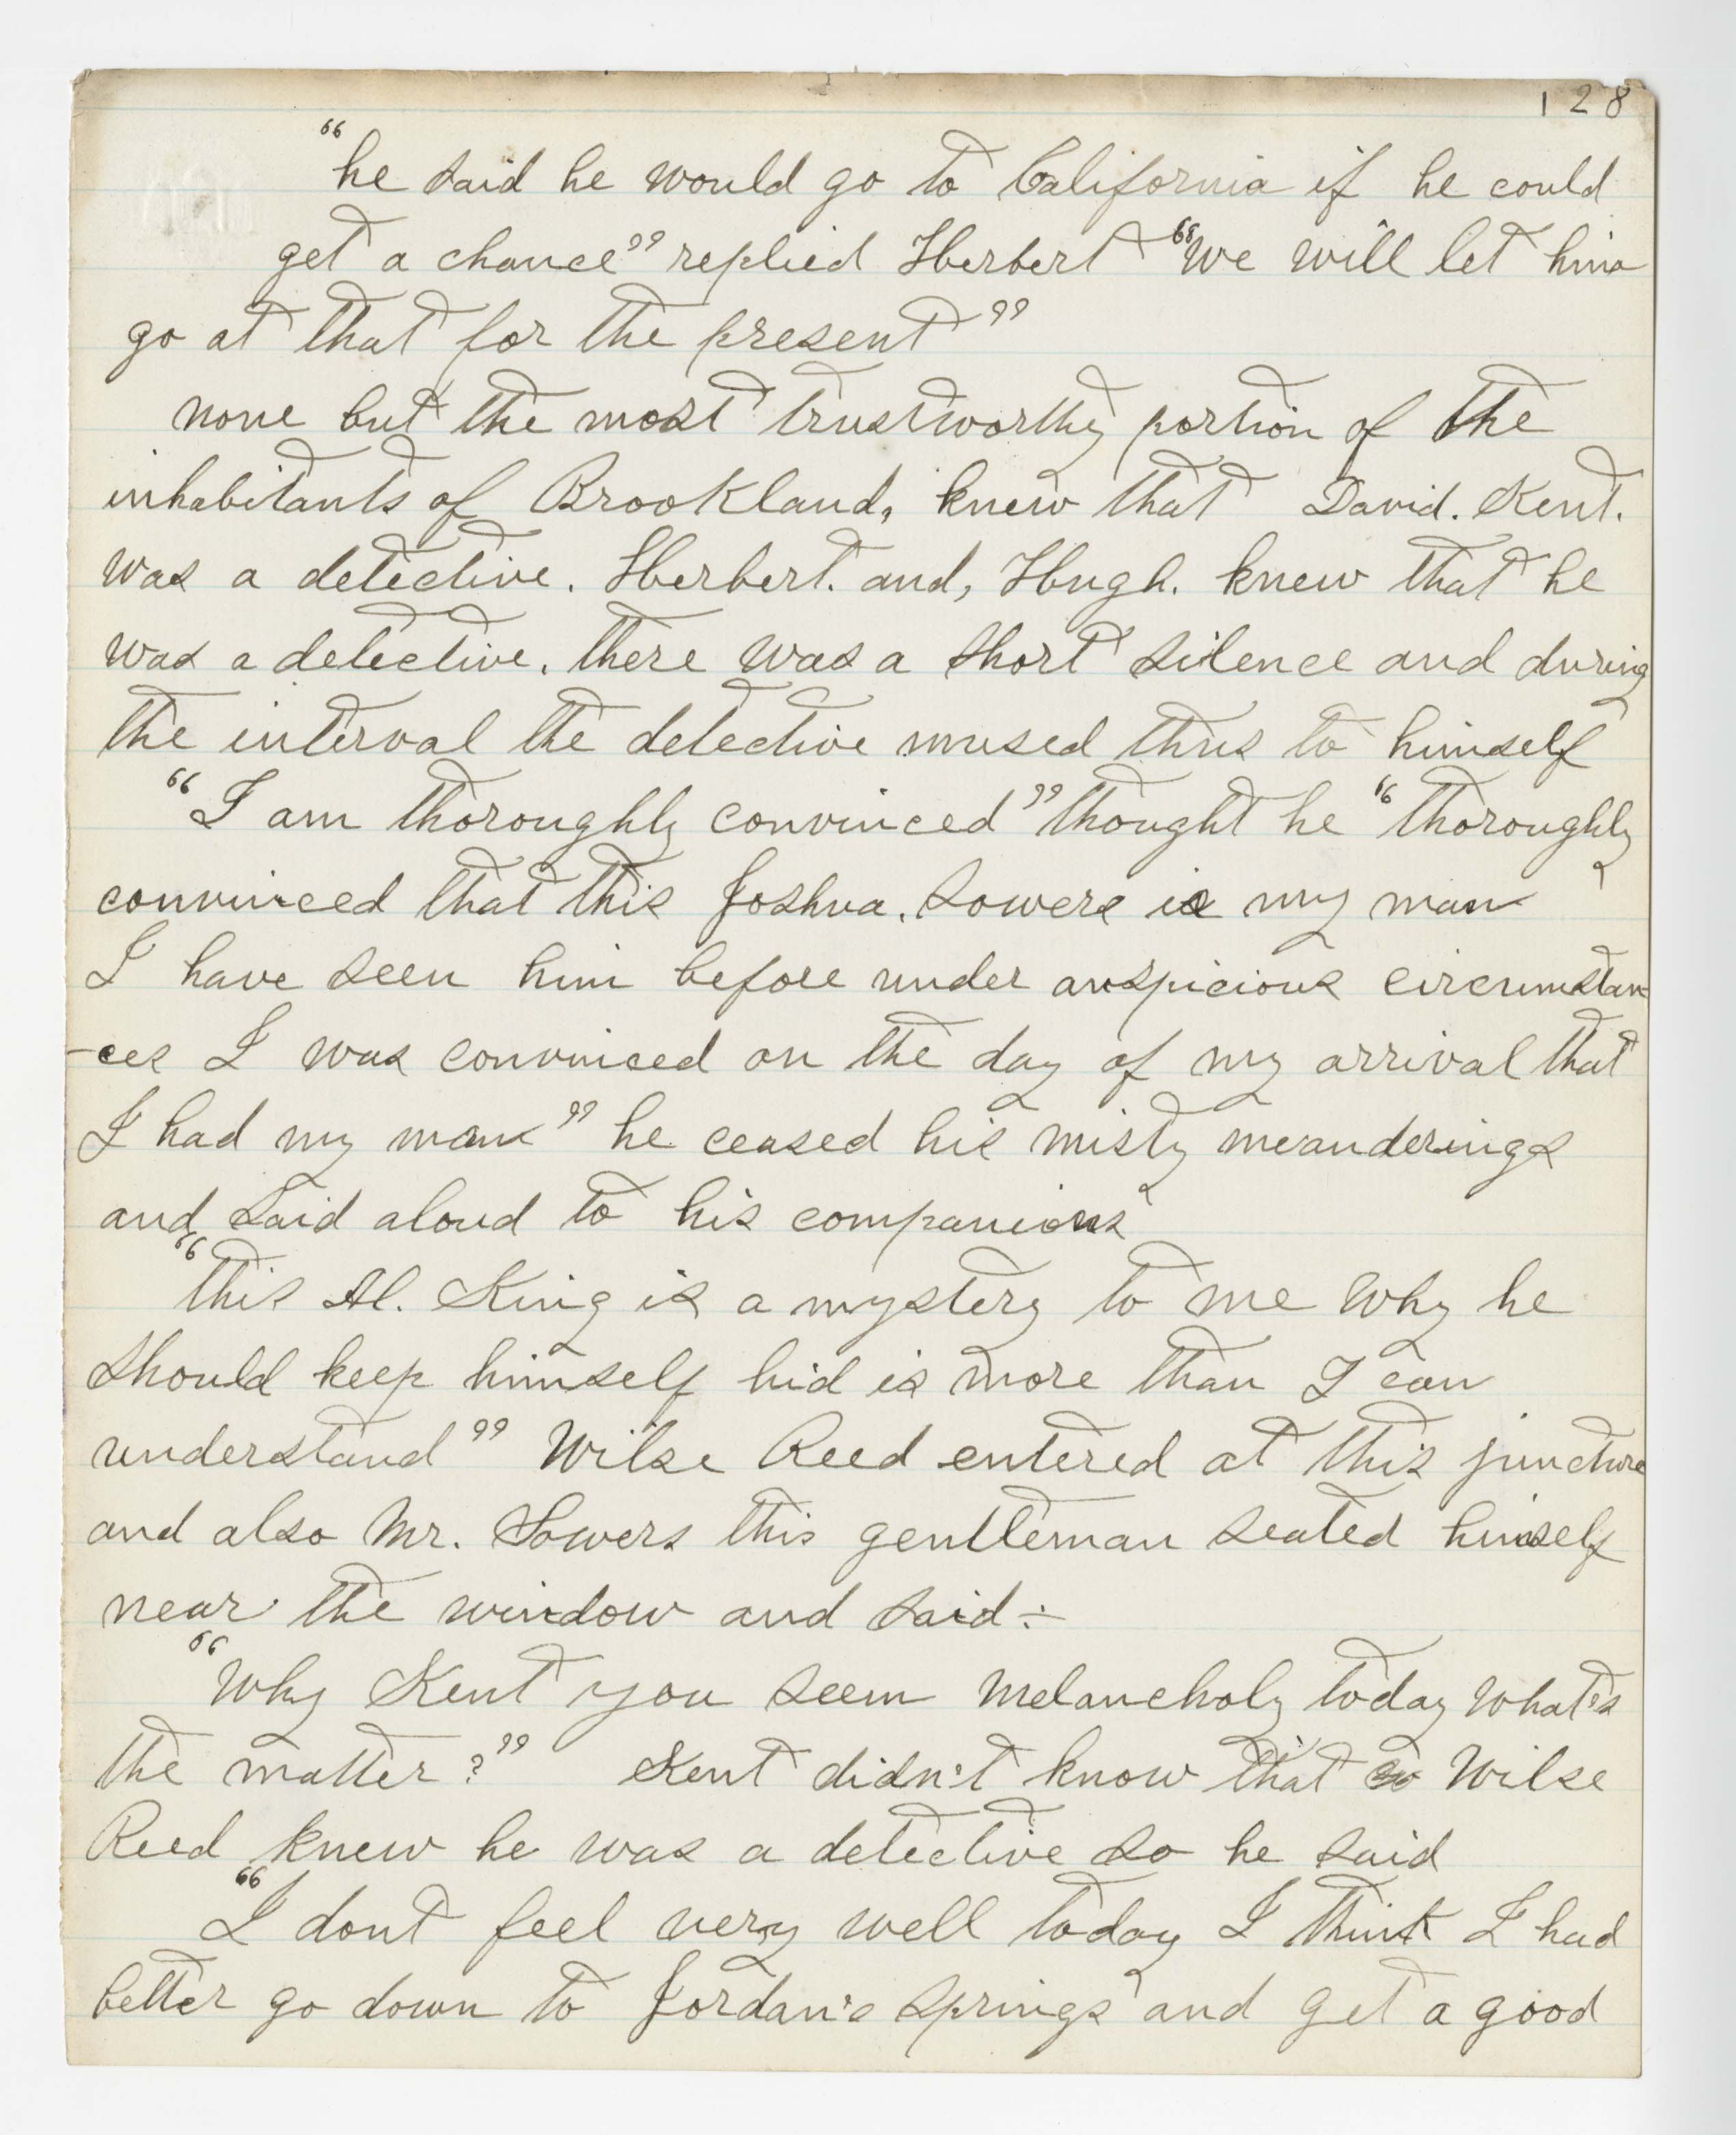 128
"he said he would go to California if he could
get a chance" replied Herbert "We will let him
go at that for the present"
none but the most trustworthy portion of the
inhabitants of Brookland, knew that David. Kent.
was a detective. Herbert. and, Hugh. knew that he
was a detective. there was a short silence and during
the interval the detective mused thus to himself
"I am thoroughly convinced" thought he "thoroughly
convinced that this Joshua. Sowers is my man
I have seen him before under auspicious circumstan
-ces I was convinced on the day of my arrival that
I had my man" he ceased his misty meanderings
and said aloud to his companions
"this Al. King is a mystery to me why he
should keep himself hid is more than I can
understand" Wilse Reed entered at this juncture
and also Mr. Sowers this gentleman seated himself
near the window and said:-
"Why Kent you seem melancholy today what's
the matter?" Kent didn't know that Wilse
Reed knew he was a detective so he said
"I dont feel very well today I think I had
better go down to Jordan's Springs and get a good